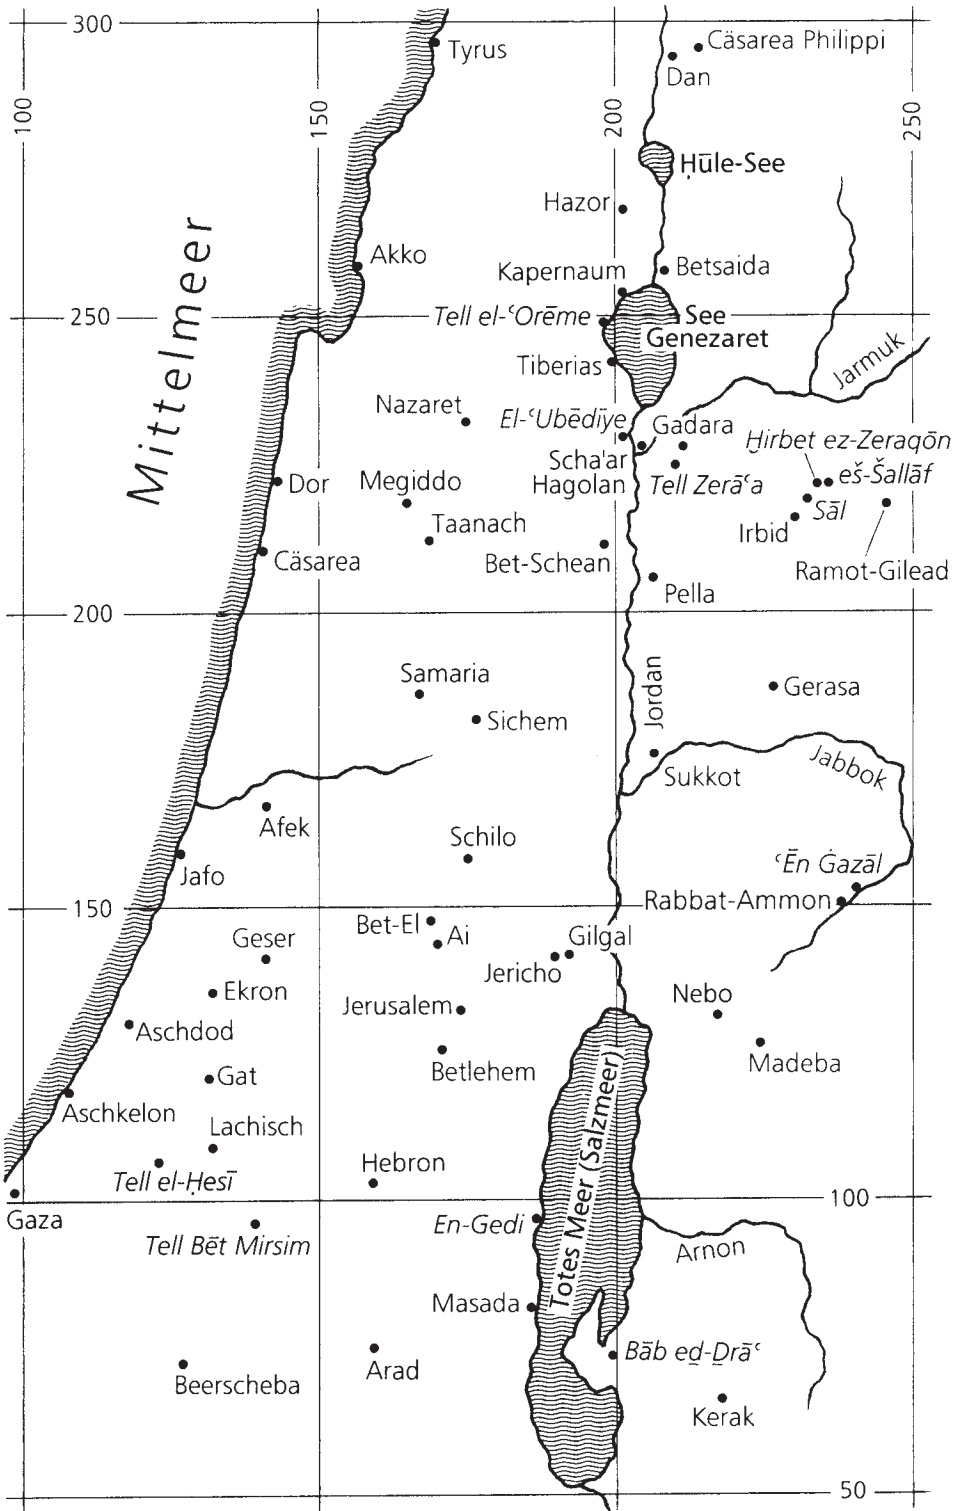 300
Tyrus
Cäsarea Philippi
Dan
100
150
200
250
Ḥūle-See
Hazor
Akko
Kapernaum
Betsaida
Mittelmeer
250
Tell el-ʿOrēme
See
Genezaret
Tiberias
Jarmuk
Nazaret
El-ʿUbēdīye
Gadara
Ḫirbet ez-Zeraqōn
Scha'ar
Hagolan
Tell Zerāʿa
eš-Šallāf
Dor
Megiddo
Sāl
Taanach
Irbid
Cäsarea
Bet-Schean
Ramot-Gilead
Pella
200
Samaria
Jordan
Gerasa
Sichem
Jabbok
Sukkot
Afek
Schilo
Jafo
ʿĒn Ġazāl
Rabbat-Ammon
150
Bet-El
Ai
Gilgal
Geser
Jericho
Ekron
Jerusalem
Nebo
Aschdod
Betlehem
Madeba
Gat
Aschkelon
Lachisch
Totes Meer (Salzmeer)
Hebron
Tell el-Ḥesī
100
Gaza
En-Gedi
Tell Bēt Mirsim
Arnon
Masada
Bāb eḏ-Ḏrāʿ
Arad
Beerscheba
Kerak
50